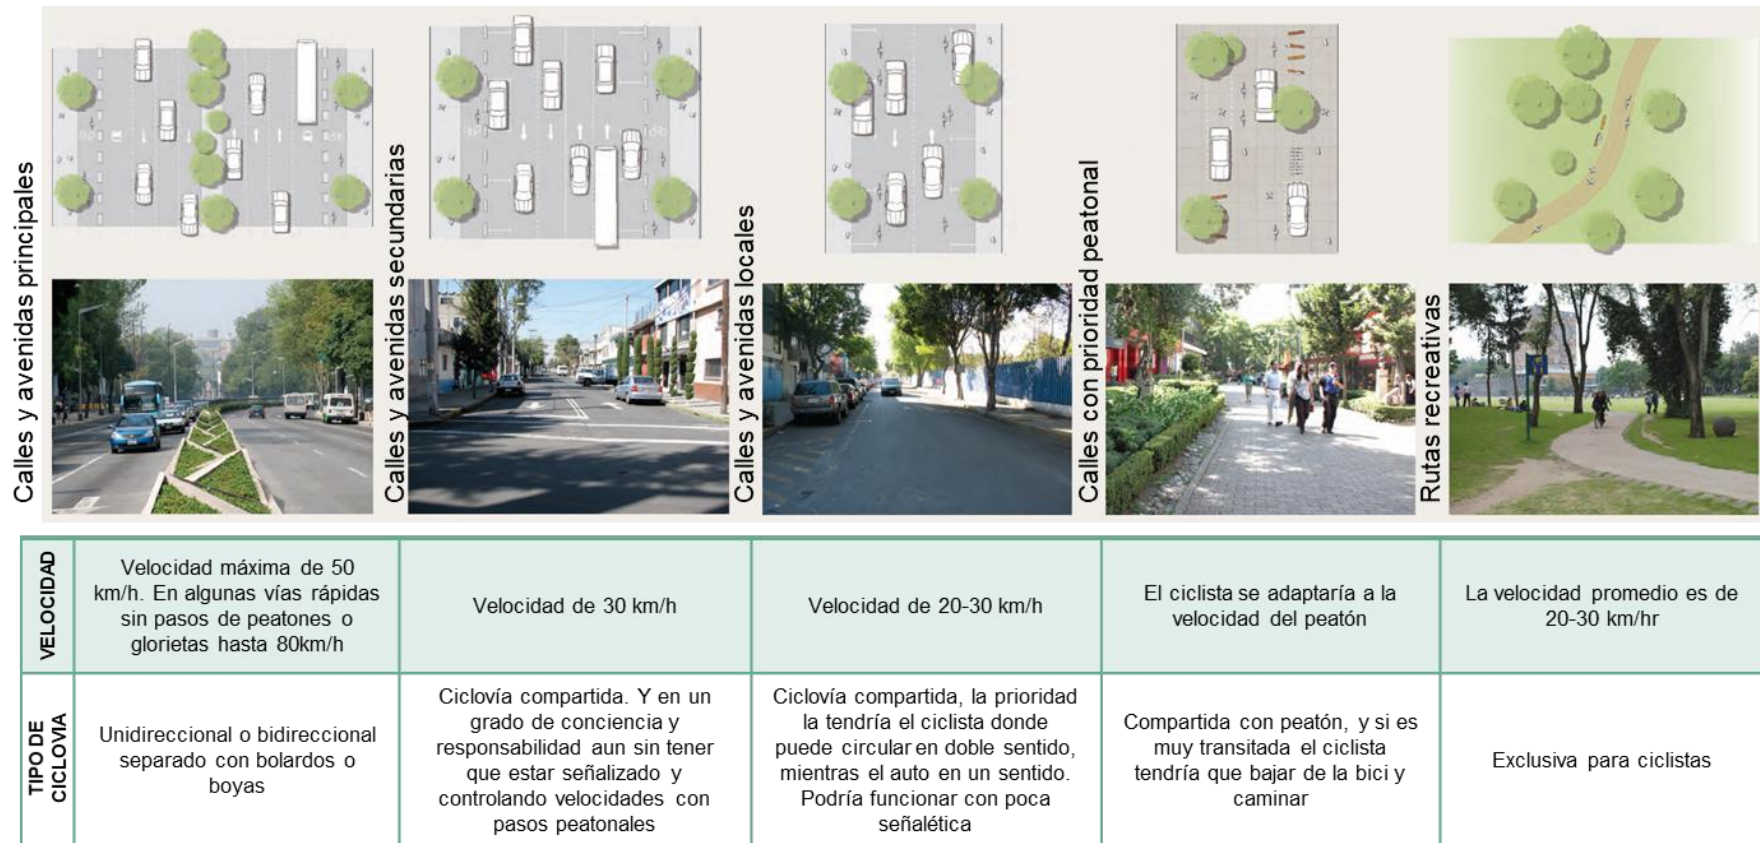 Calles y avenidas principales
Calles y avenidas secundarias
Calles y avenidas locales
Calles con prioridad peatonal
Rutas recreativas
VELOCIDAD
Velocidad máxima de 50
km/h. En algunas vías rápidas
sin pasos de peatones o
glorietas hasta 80km/h
Velocidad de 30 km/h
Velocidad de 20-30 km/h
El ciclista se adaptaría a la
velocidad del peatón
La velocidad promedio es de
20-30 km/hr
TIPO DE
CICLOVIA
Unidireccional o bidireccional
separado con bolardos o
boyas
Ciclovía compartida. Y en un
grado de conciencia y
responsabilidad aun sin tener
que estar señalizado y
controlando velocidades con
pasos peatonales
Ciclovía compartida, la prioridad
la tendría el ciclista donde
puede circular en doble sentido,
mientras el auto en un sentido.
Podría funcionar con poca
señalética
Compartida con peatón, y si es
muy transitada el ciclista
tendría que bajar de la bici y
caminar
Exclusiva para ciclistas